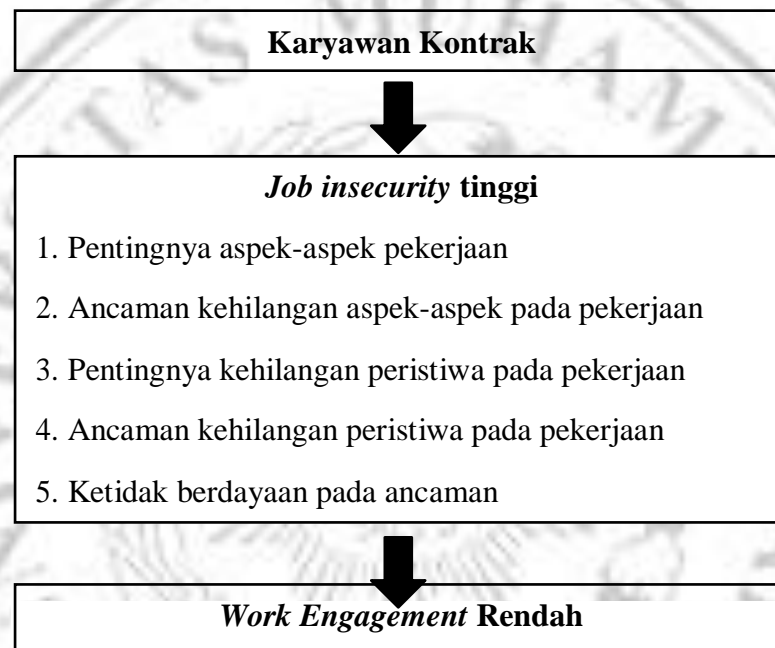 Karyawan Kontrak
Job insecurity tinggi
1. Pentingnya aspek-aspek pekerjaan
2. Ancaman kehilangan aspek-aspek pada pekerjaan
3. Pentingnya kehilangan peristiwa pada pekerjaan
4. Ancaman kehilangan peristiwa pada pekerjaan
5. Ketidak berdayaan pada ancaman
Work Engagement Rendah